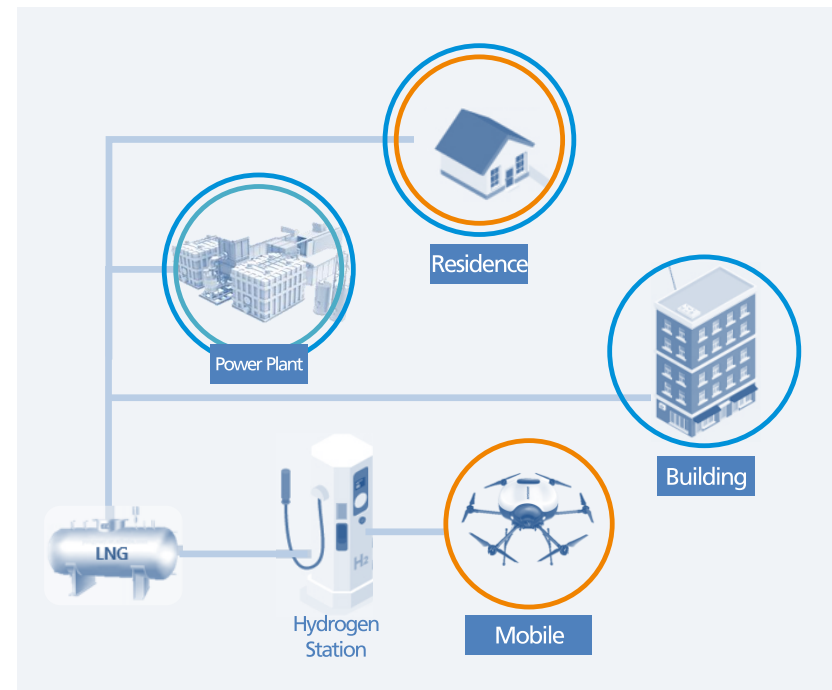 Residence
Power Plant
Building
LNG
H2
Hydrogen
Station
Mobile